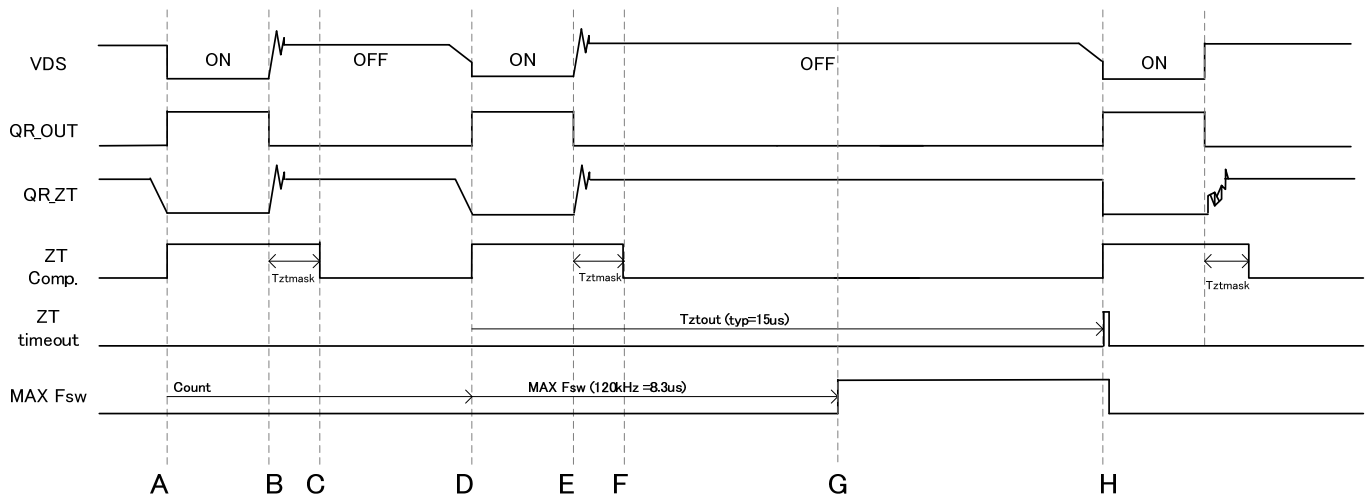 VDS
ON
OFF
ON
OFF
ON
QR_OUT
QR_ZT
ZT
Comp.
Tztmask
Tztmask
Tztmask
ZT
timeout
Tztout (typ=15us)
MAX Fsw
Count
MAX Fsw (120kHz =8.3us)
A B C D E F G H